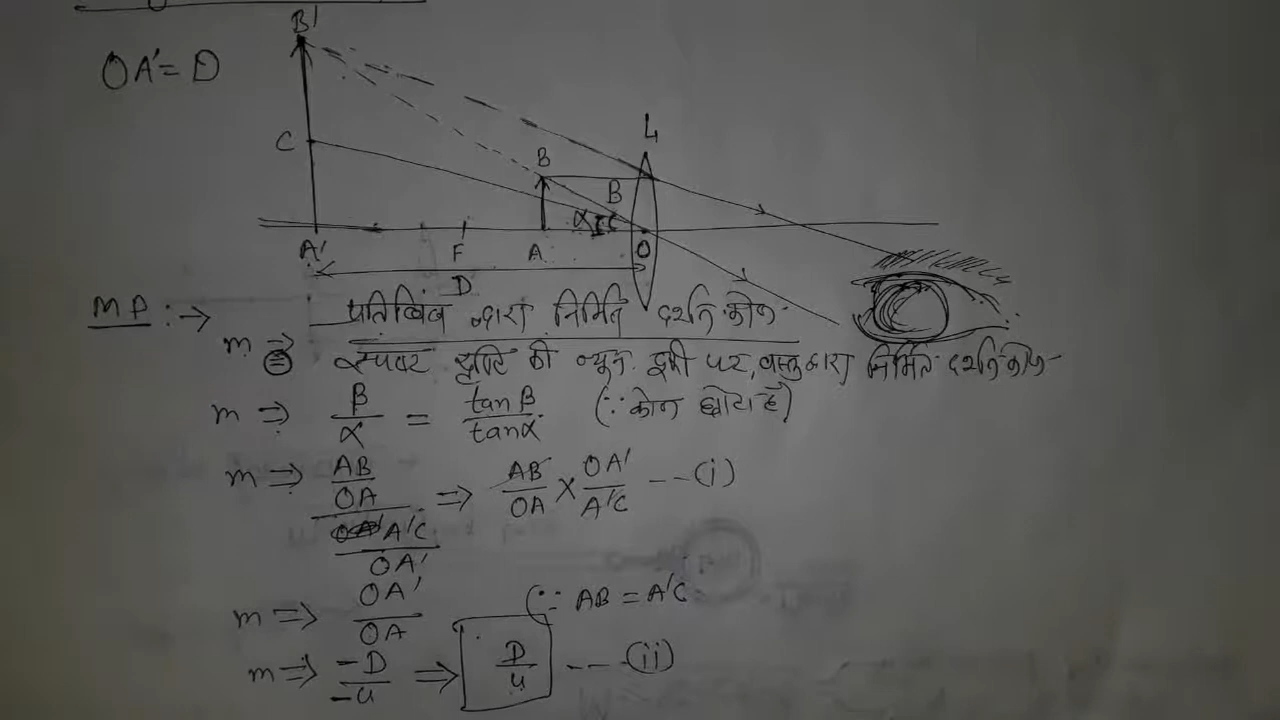 B'
OA' = D
L
C
B
B
α
A' F A O
D
MP :→ प्रतिबिंब द्वारा निर्मित दर्शन कोन
m ⇒ स्पष्ट दृष्टि की न्यून. दूरी पर, वस्तु द्वारा निर्मित दर्शन कोन
m ⇒ β/α = tanβ/tanα (∵ कोन छोटा है)
m ⇒ (AB/OA)/(A'C/OA') ⇒ AB/OA × OA'/A'C --(i)
m ⇒ OA'/OA (∵ AB = A'C
m ⇒ -D/-u ⇒ D/u --- (ii)